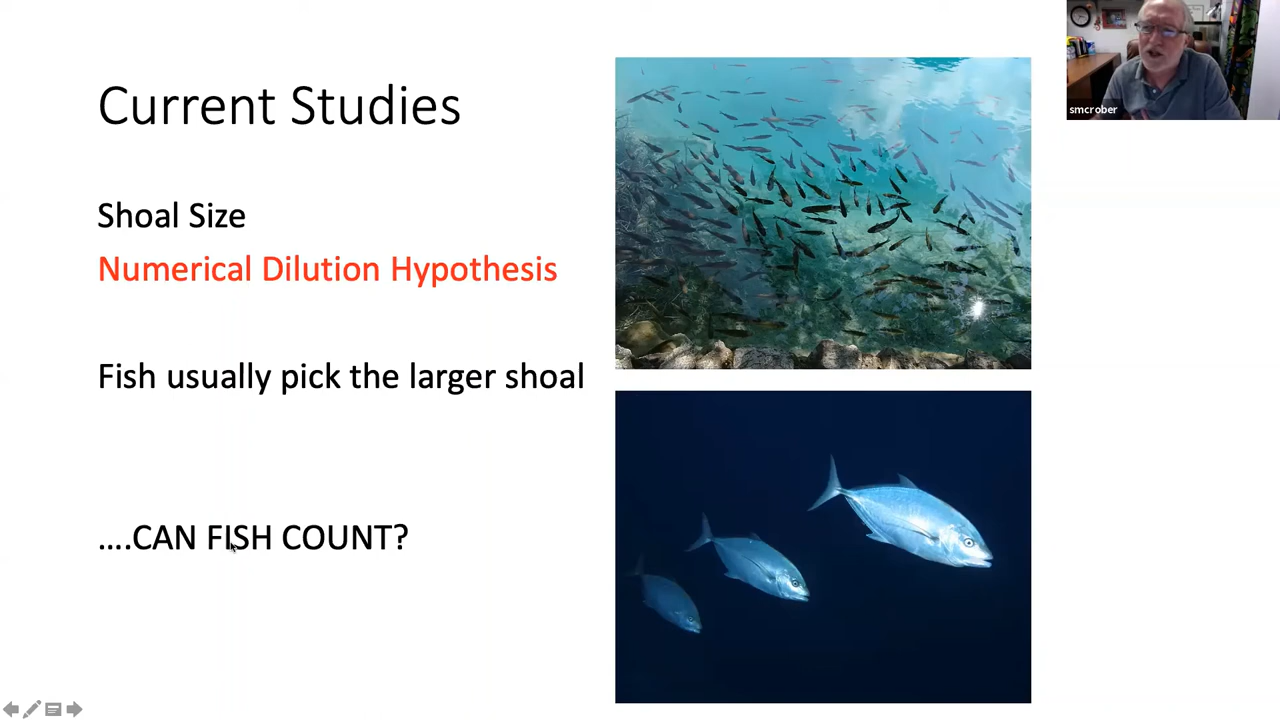 Current Studies
Shoal Size
Numerical Dilution Hypothesis
Fish usually pick the larger shoal
....CAN FISH COUNT?
smcrober